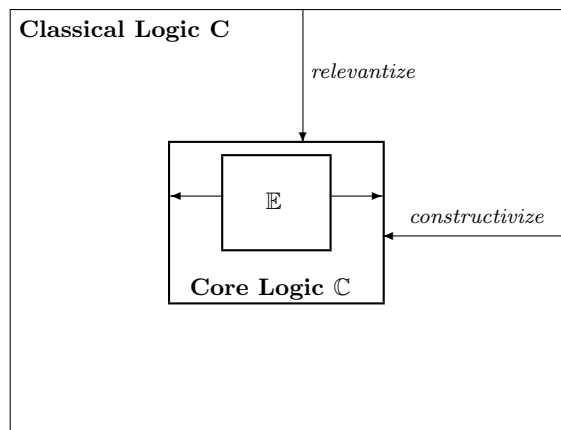 Classical Logic C
relevantize
𝔼
constructivize
Core Logic ℂ